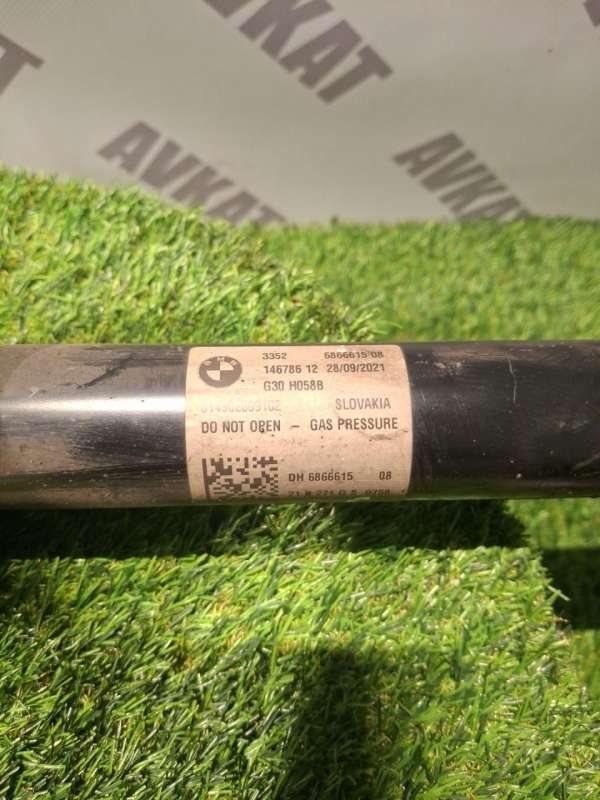 AVKAT
AVKAT
AVKAT
BMW
3352 6866615 08
146786 12 28/09/2021
G30 H058B
SLOVAKIA
DO NOT OPEN – GAS PRESSURE
DH 6866615 08